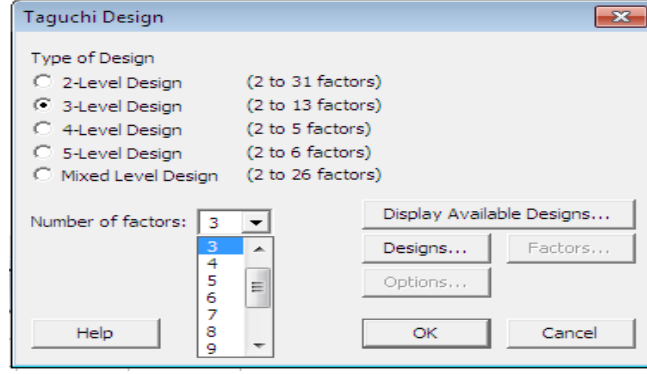 Taguchi Design
Type of Design
2-Level Design (2 to 31 factors)
3-Level Design (2 to 13 factors)
4-Level Design (2 to 5 factors)
5-Level Design (2 to 6 factors)
Mixed Level Design (2 to 26 factors)
Number of factors: 3
Display Available Designs...
3
4
5
6
7
8
9
Designs... Factors...
Options...
Help OK Cancel